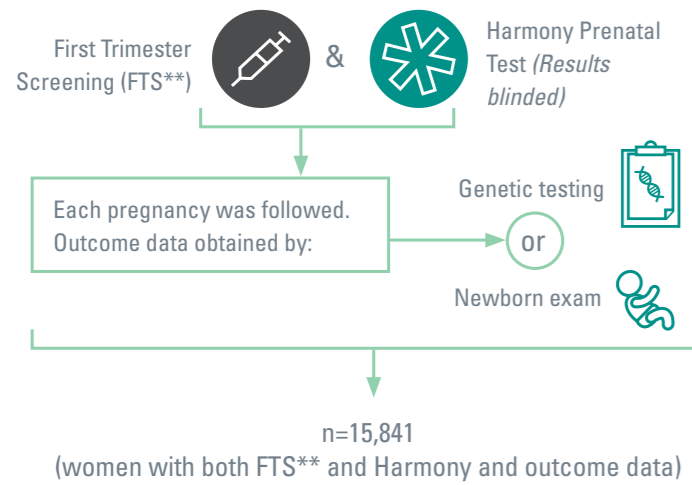 First Trimester
Screening (FTS**)
&
Harmony Prenatal
Test (Results
blinded)
Each pregnancy was followed.
Outcome data obtained by:
Genetic testing
or
Newborn exam
n=15,841
(women with both FTS** and Harmony and outcome data)